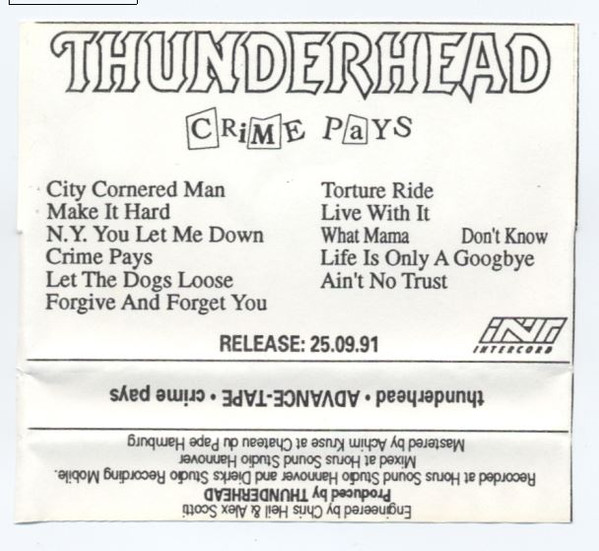 THUNDERHEAD
CRiME PaYS
City Cornered Man
Make It Hard
N.Y. You Let Me Down
Crime Pays
Let The Dogs Loose
Forgive And Forget You
Torture Ride
Live With It
What Mama Don't Know
Life Is Only A Googbye
Ain't No Trust
RELEASE: 25.09.91
INT
INTERCORD
thunderhead • ADVANCE-TAPE • crime pays
Engineered by Chris Heil & Alex Scotti
Produced by THUNDERHEAD
Recorded at Horus Sound Studio Hannover and Dierks Studio Recording Mobile.
Mixed at Horus Sound Studio Hannover
Mastered by Achim Kruse at Chateau du Pape Hamburg